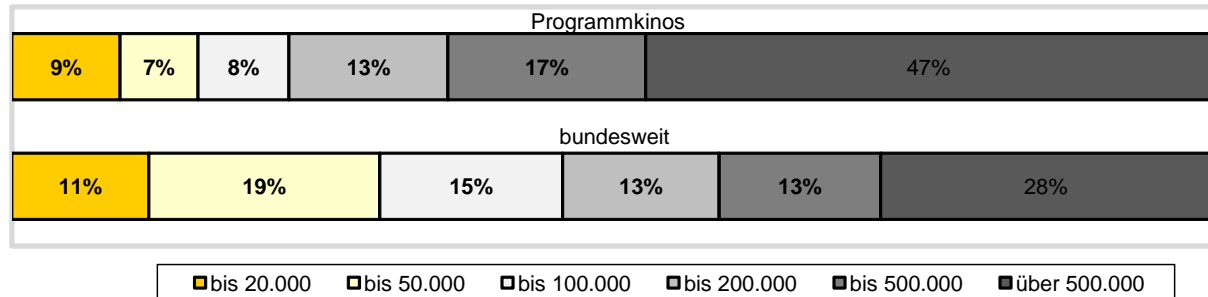 Programmkinos
9% 7% 8% 13% 17% 47%
bundesweit
11% 19% 15% 13% 13% 28%
bis 20.000 bis 50.000 bis 100.000 bis 200.000 bis 500.000 über 500.000